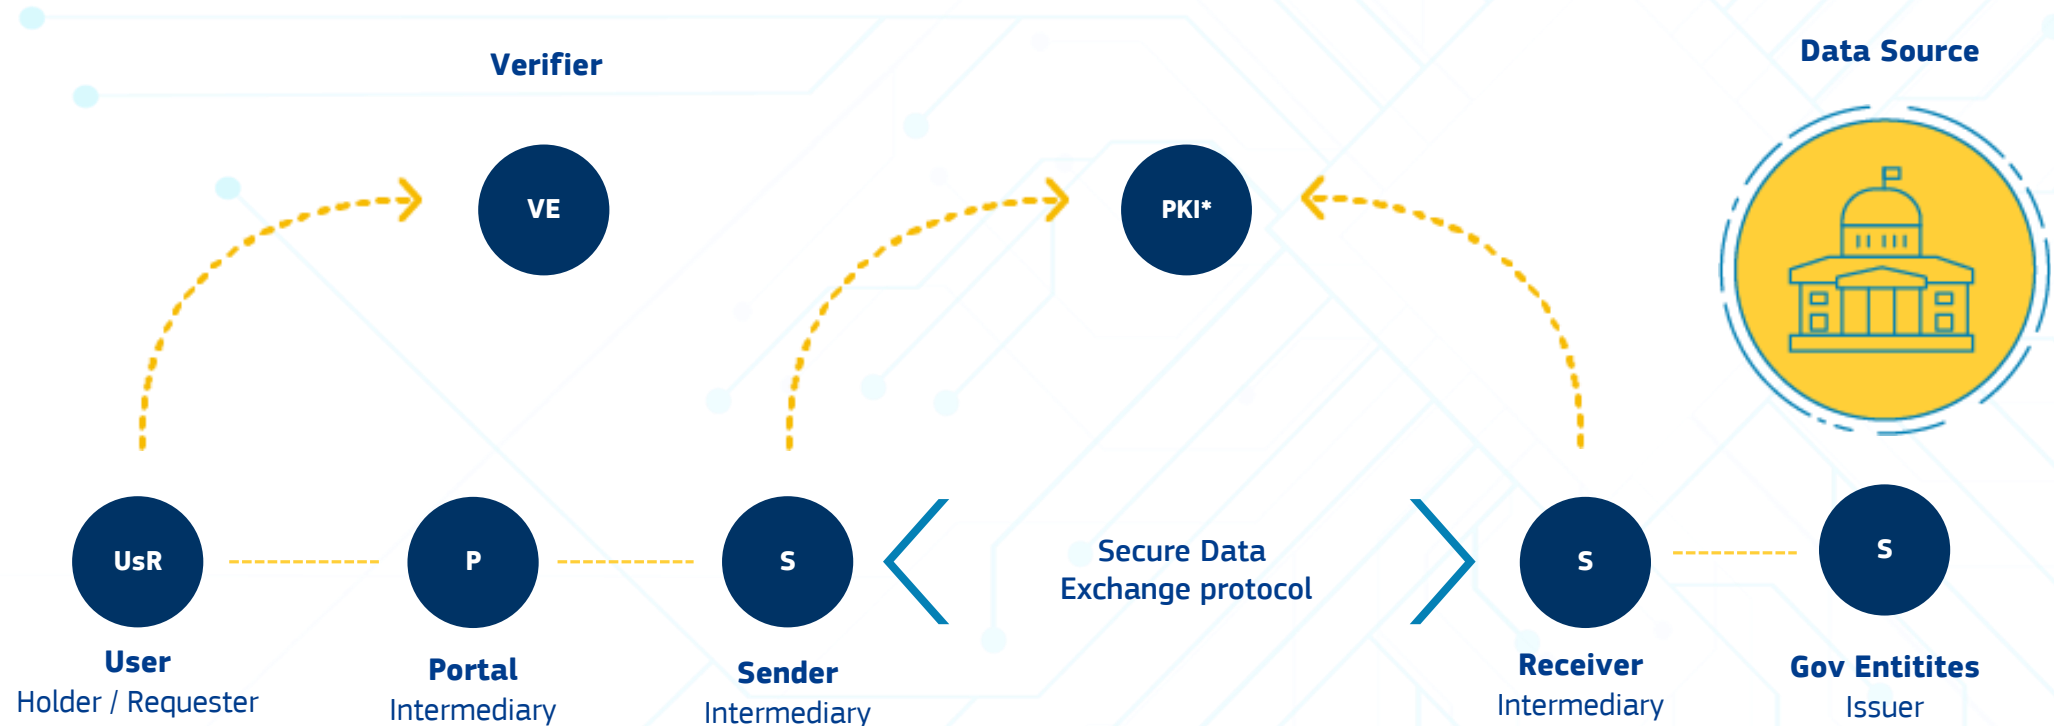 Verifier
Data Source
VE
PKI*
UsR
P
S
Secure Data
Exchange protocol
S
S
User
Holder / Requester
Portal
Intermediary
Sender
Intermediary
Receiver
Intermediary
Gov Entitites
Issuer